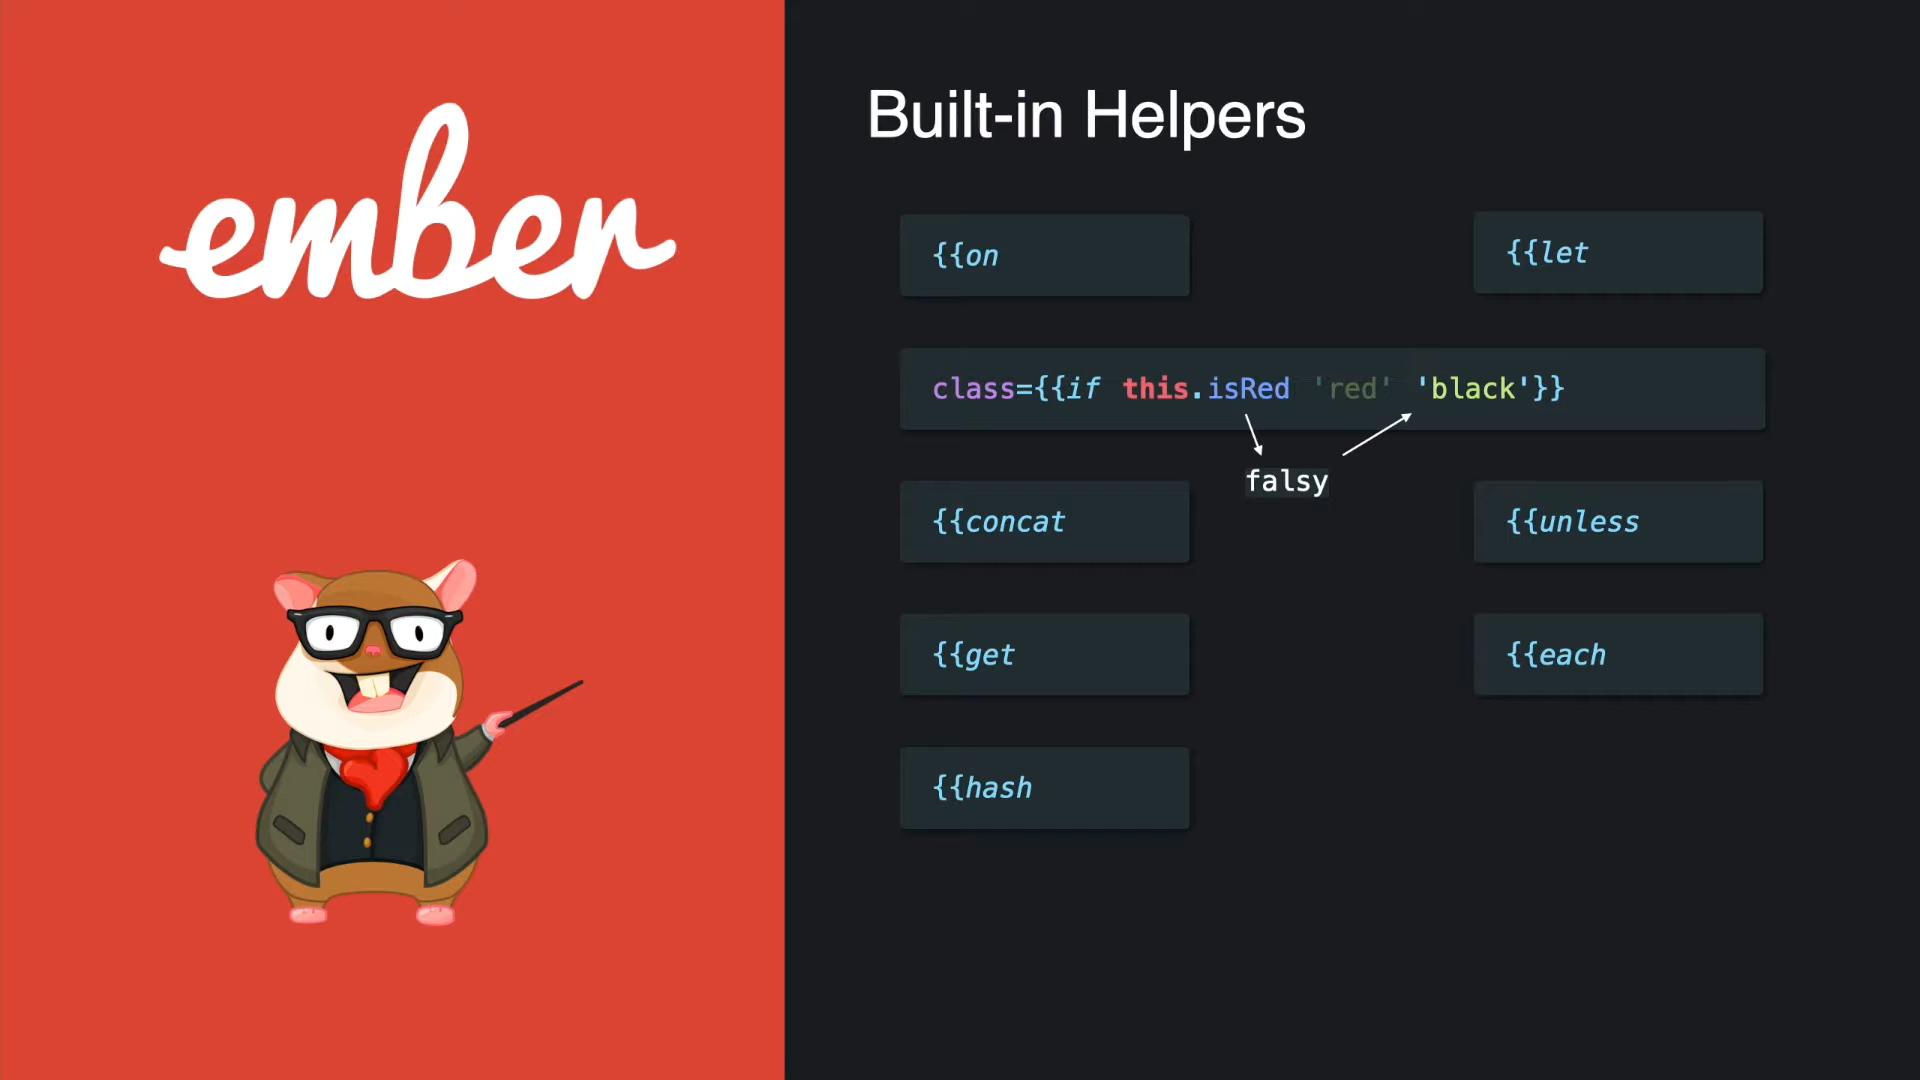 ember
Built-in Helpers
{{on
{{let
class={{if this.isRed 'red' 'black'}}
falsy
{{concat
{{unless
{{get
{{each
{{hash